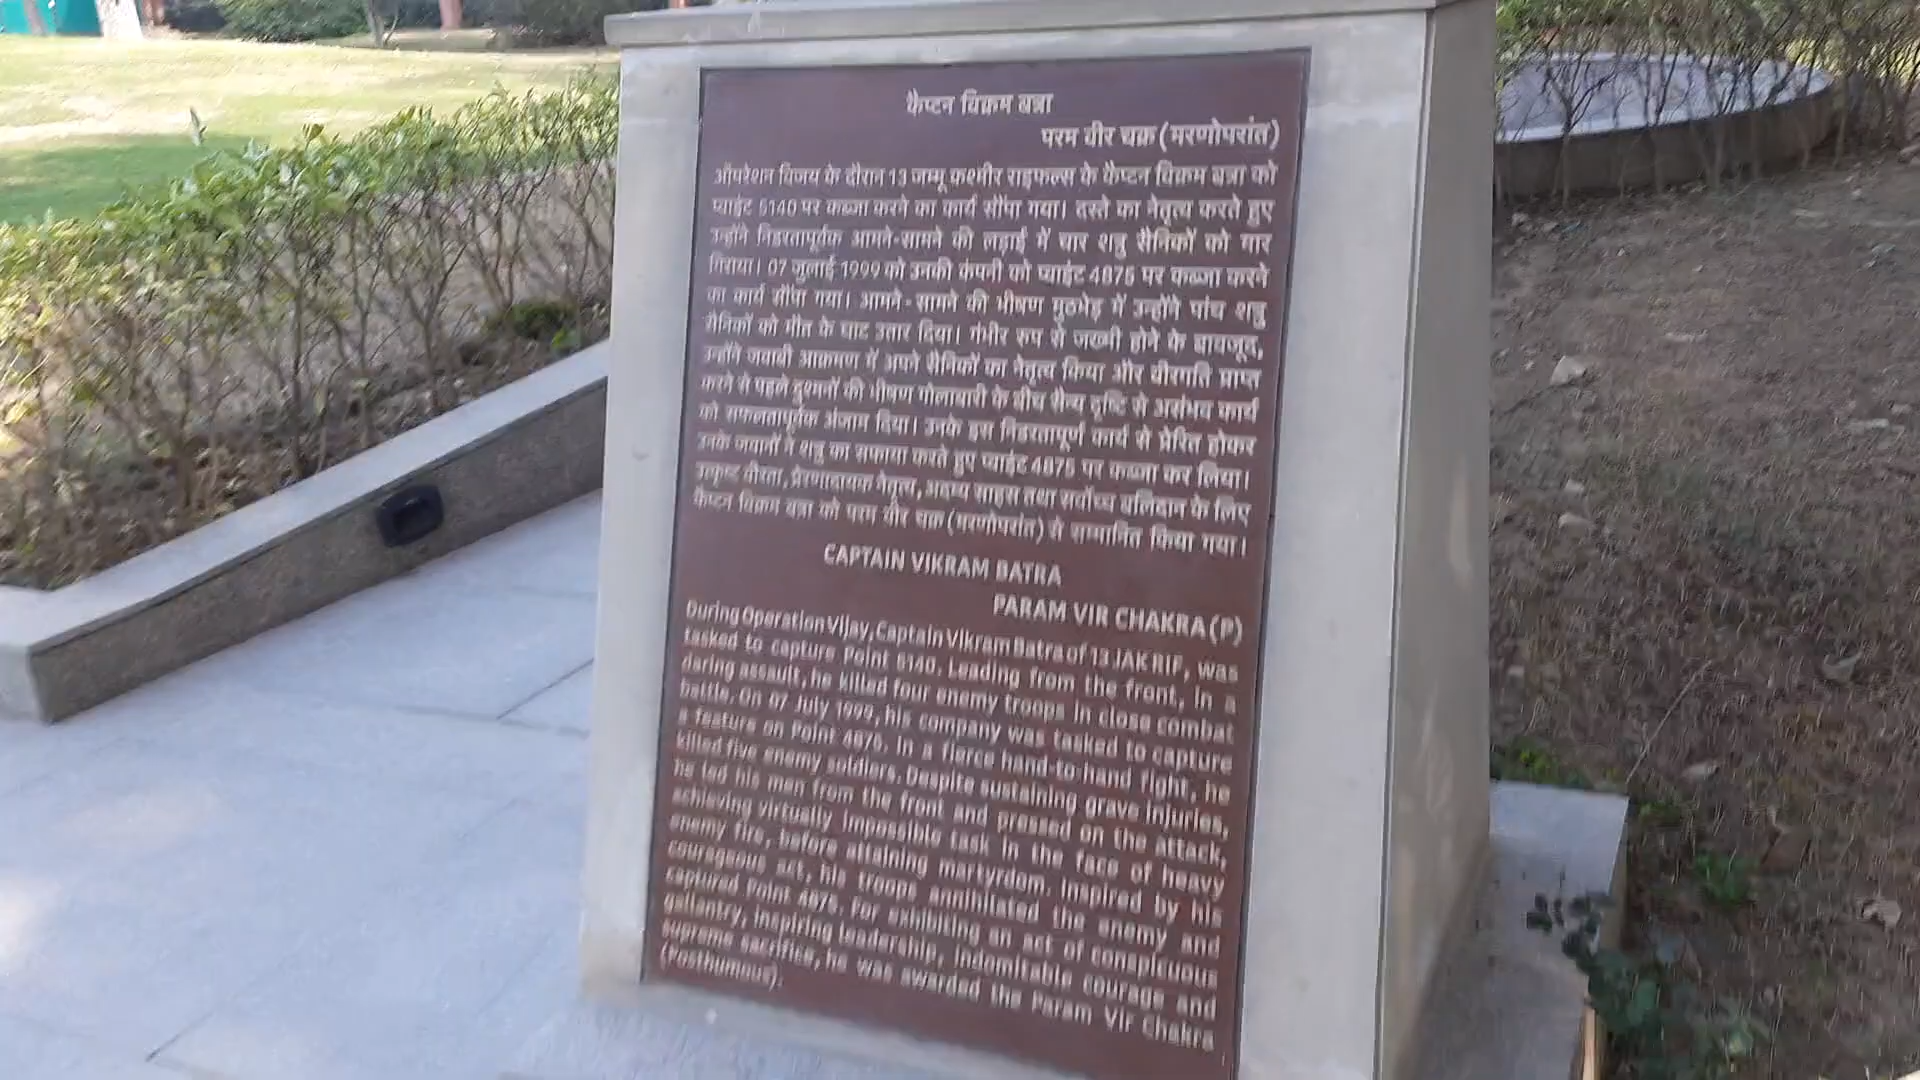 कैप्टन विक्रम बत्रा
परम वीर चक्र (मरणोपरांत)
ऑपरेशन विजय के दौरान 13 जम्मू कश्मीर राइफल्स के कैप्टन विक्रम बत्रा को
प्वाइंट 5140 पर कब्जा करने का कार्य सौंपा गया। दस्ते का नेतृत्व करते हुए
उन्होंने निडरतापूर्वक आमने-सामने की लड़ाई में चार शत्रु सैनिकों को मार
गिराया। 07 जुलाई 1999 को उनकी कंपनी को प्वाइंट 4875 पर कब्जा करने
का कार्य सौंपा गया। आमने-सामने की भीषण मुठभेड़ में उन्होंने पांच शत्रु
सैनिकों को मौत के घाट उतार दिया। गंभीर रूप से जख्मी होने के बावजूद,
उन्होंने जवाबी आक्रमण में अपने सैनिकों का नेतृत्व किया और वीरगति प्राप्त
करने से पहले दुश्मनों की भीषण गोलाबारी के बीच सैन्य दृष्टि से असंभव कार्य
को सफलतापूर्वक अंजाम दिया। उनके इस निडरतापूर्ण कार्य से प्रेरित होकर
उनके जवानों ने शत्रु का सफाया करते हुए प्वाइंट 4875 पर कब्जा कर लिया।
उत्कृष्ट वीरता, प्रेरणादायक नेतृत्व, अदम्य साहस तथा सर्वोच्च बलिदान के लिए
कैप्टन विक्रम बत्रा को परम वीर चक्र (मरणोपरांत) से सम्मानित किया गया।
CAPTAIN VIKRAM BATRA
PARAM VIR CHAKRA (P)
During Operation Vijay, Captain Vikram Batra of 13 JAK RIF, was
tasked to capture Point 5140. Leading from the front, in a
daring assault, he killed four enemy troops in close combat
battle. On 07 July 1999, his company was tasked to capture
a feature on Point 4875. In a fierce hand-to-hand fight, he
killed five enemy soldiers. Despite sustaining grave injuries,
he led his men from the front and pressed on the attack,
achieving virtually impossible task in the face of heavy
enemy fire, before attaining martyrdom. Inspired by his
courageous act, his troops annihilated the enemy and
captured Point 4875. For exhibiting an act of conspicuous
gallantry, inspiring leadership, indomitable courage and
supreme sacrifice, he was awarded the Param Vir Chakra
(Posthumous).